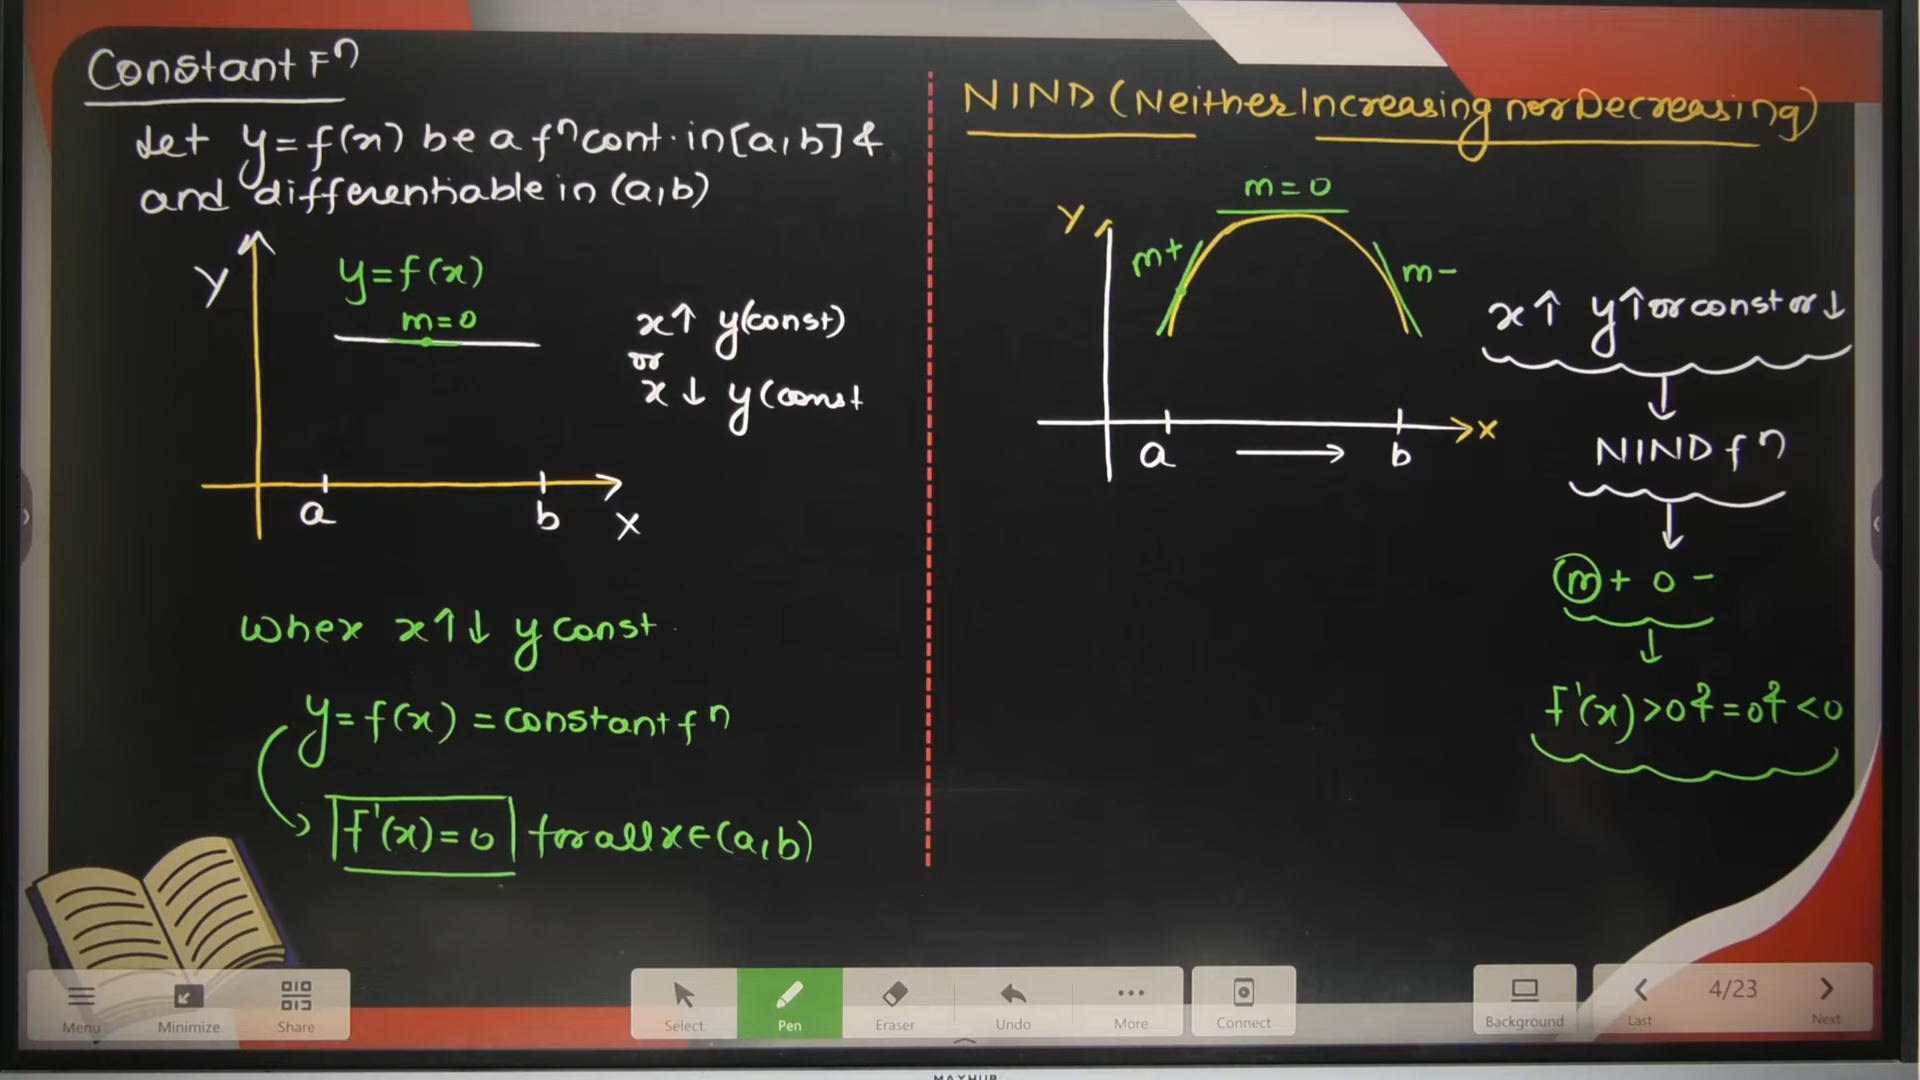 Constant Fn
Let y=f(x) be a fn cont. in [a,b] &
and differentiable in (a,b)
Y
y=f(x)
m=0
x↑ y(const)
or
x↓ y(const
a
b
X
when x↑↓ y const.
y=f(x) = constant fn
f'(x)=0 for all x∈(a,b)
NIND (Neither Increasing nor Decreasing)
m=0
Y
m+
m-
x↑ y↑ or const or ↓
X
a
b
NIND fn
m + 0 -
f'(x)>0 & =0 & <0
Menu
Minimize
Share
Select
Pen
Eraser
Undo
More
Connect
Background
Last
4/23
Next
MAXHUB